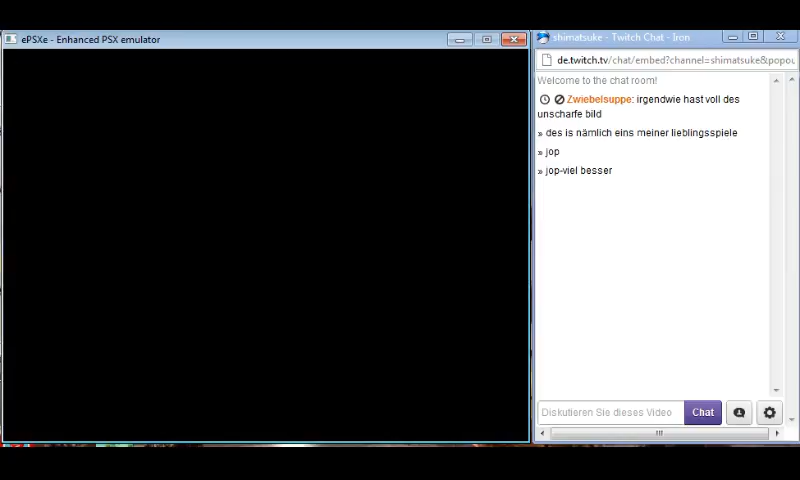 ePSXe - Enhanced PSX emulator
shimatsuke - Twitch Chat - Iron
de.twitch.tv/chat/embed?channel=shimatsuke&popou
Welcome to the chat room!
Zwiebelsuppe: irgendwie hast voll des
unscharfe bild
» des is nämlich eins meiner lieblingsspiele
» jop
» jop-viel besser
Diskutieren Sie dieses Video
Chat